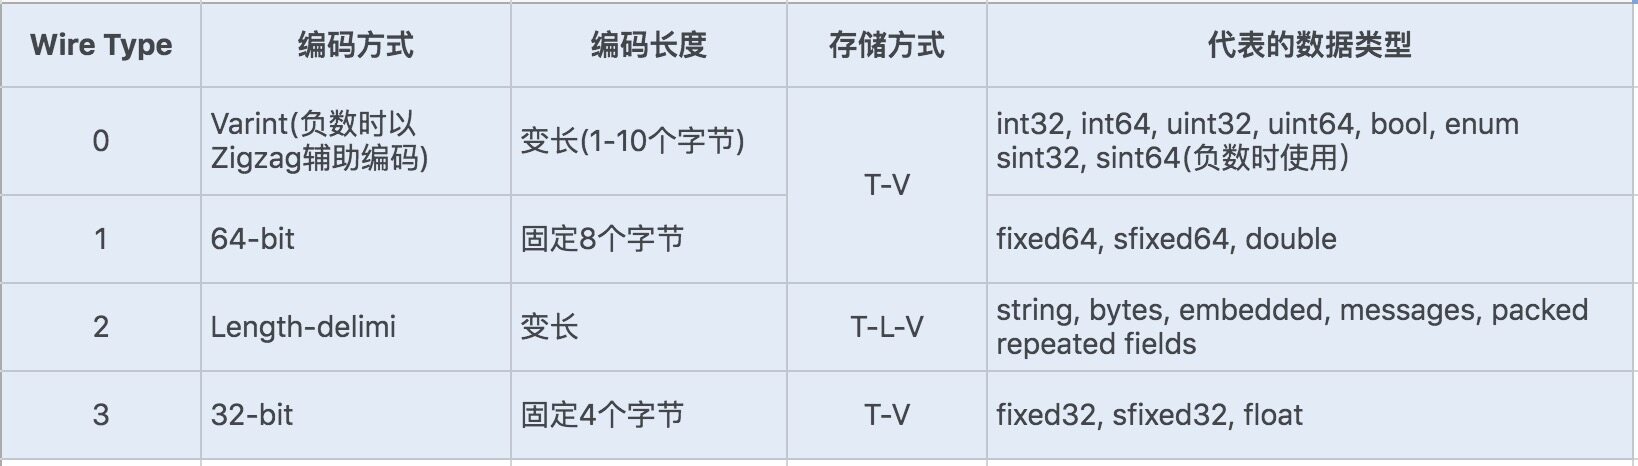 Wire Type 编码方式 编码长度 存储方式 代表的数据类型
0 Varint(负数时以 变长(1-10个字节) T-V int32, int64, uint32, uint64, bool, enum
Zigzag辅助编码) sint32, sint64(负数时使用)
1 64-bit 固定8个字节 fixed64, sfixed64, double
2 Length-delimi 变长 T-L-V string, bytes, embedded, messages, packed
repeated fields
3 32-bit 固定4个字节 T-V fixed32, sfixed32, float